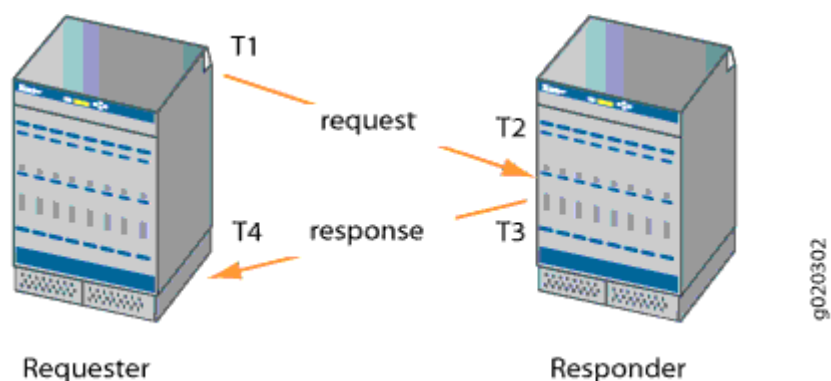 T1
request
T2
T4
response
T3
g020302
Requester
Responder